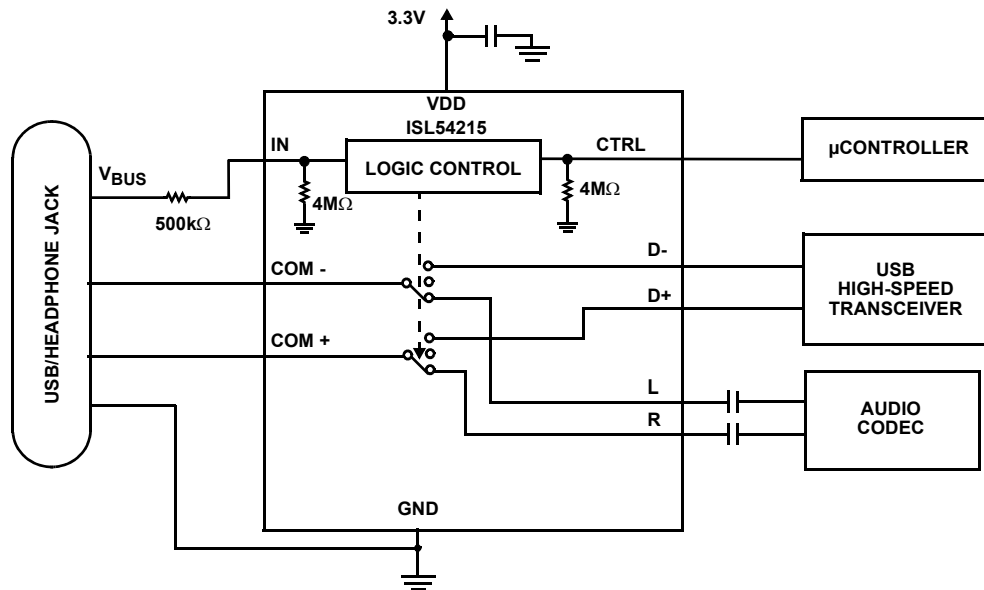 3.3V
VDD
ISL54215
IN
LOGIC CONTROL
CTRL
µCONTROLLER
VBUS
500kΩ
4MΩ
4MΩ
USB/HEADPHONE JACK
COM -
COM +
D-
D+
USB
HIGH-SPEED
TRANSCEIVER
L
R
AUDIO
CODEC
GND